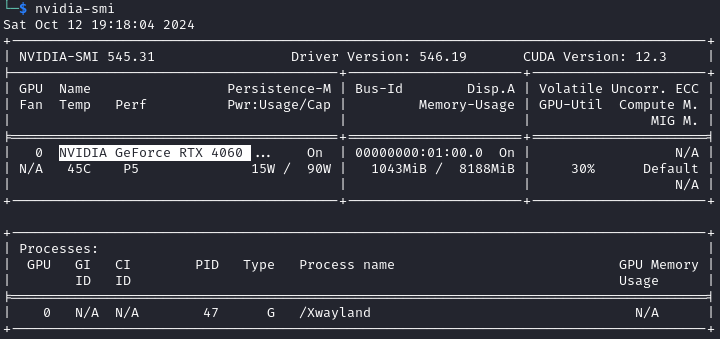 └─$ nvidia-smi
Sat Oct 12 19:18:04 2024
NVIDIA-SMI 545.31 Driver Version: 546.19 CUDA Version: 12.3
GPU Name Persistence-M | Bus-Id Disp.A | Volatile Uncorr. ECC
Fan Temp Perf Pwr:Usage/Cap | Memory-Usage | GPU-Util Compute M.
MIG M.
0 NVIDIA GeForce RTX 4060 ... On | 00000000:01:00.0 On | N/A
N/A 45C P5 15W / 90W | 1043MiB / 8188MiB | 30% Default
N/A
Processes:
GPU GI CI PID Type Process name GPU Memory
ID ID Usage
0 N/A N/A 47 G /Xwayland N/A